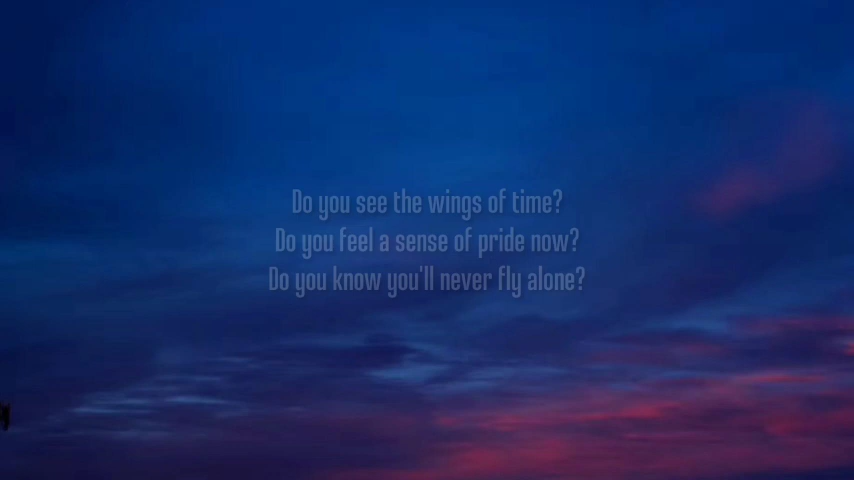 Do you see the wings of time?
Do you feel a sense of pride now?
Do you know you'll never fly alone?